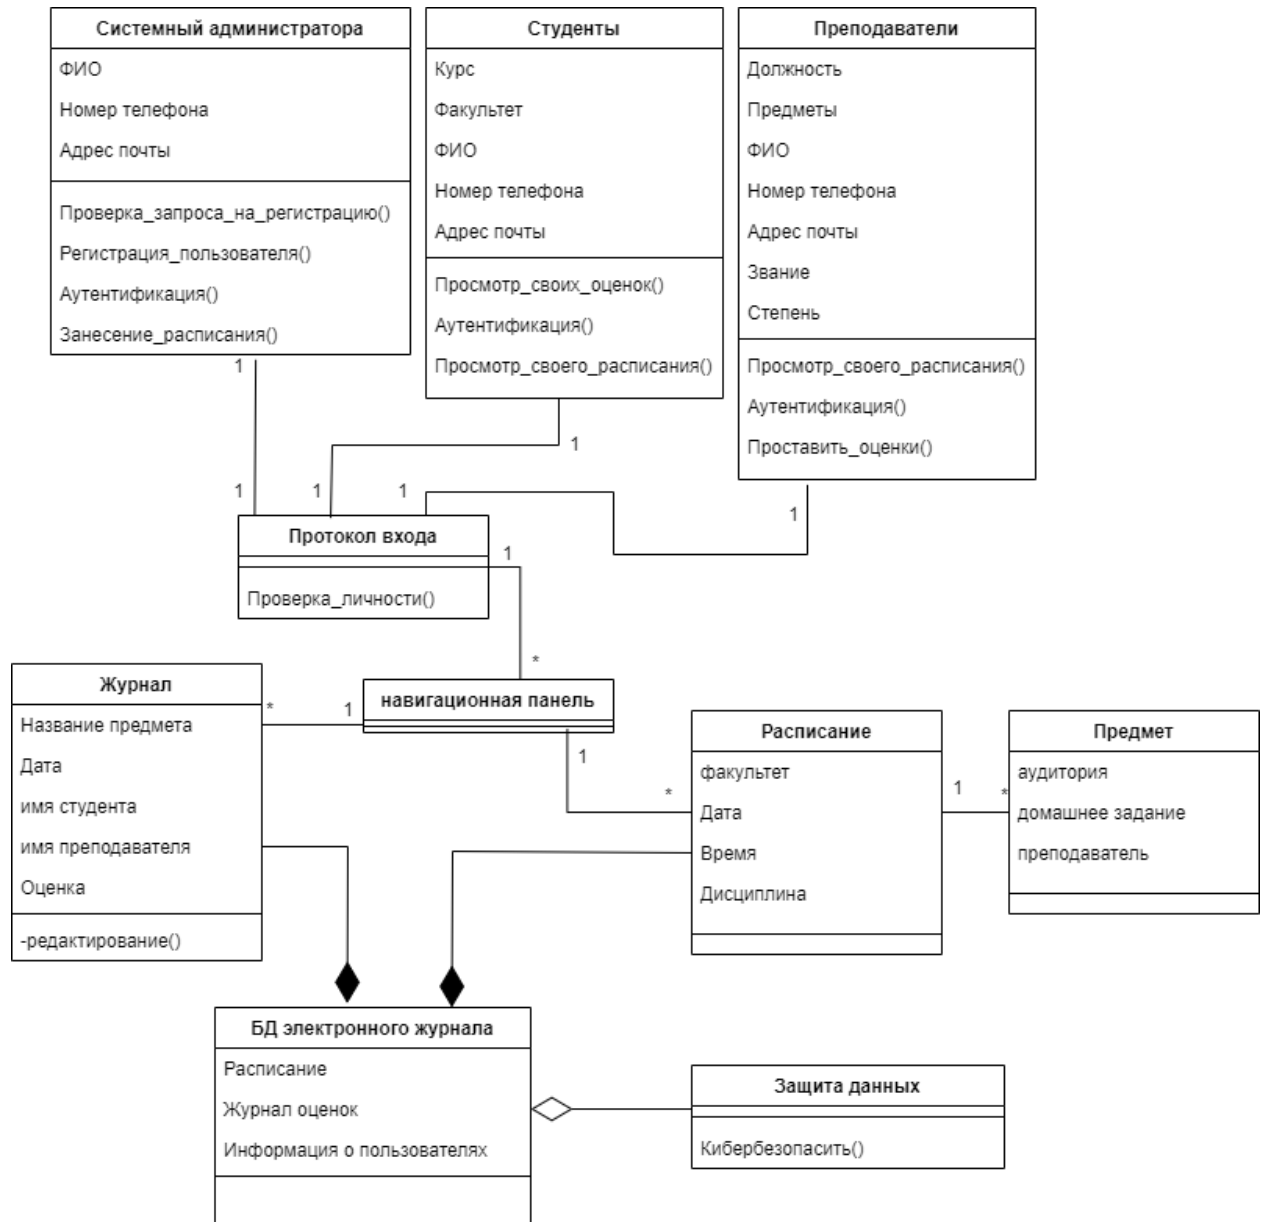 Системный администратора
ФИО
Номер телефона
Адрес почты
Проверка_запроса_на_регистрацию()
Регистрация_пользователя()
Аутентификация()
Занесение_расписания()
Студенты
Курс
Факультет
ФИО
Номер телефона
Адрес почты
Просмотр_своих_оценок()
Аутентификация()
Просмотр_своего_расписания()
Преподаватели
Должность
Предметы
ФИО
Номер телефона
Адрес почты
Звание
Степень
Просмотр_своего_расписания()
Аутентификация()
Проставить_оценки()
1
1
1
1
1
1
Протокол входа
Проверка_личности()
1
*
Журнал
Название предмета
Дата
имя студента
имя преподавателя
Оценка
-редактирование()
*
1
навигационная панель
1
*
Расписание
факультет
Дата
Время
Дисциплина
1
*
Предмет
аудитория
домашнее задание
преподаватель
БД электронного журнала
Расписание
Журнал оценок
Информация о пользователях
Защита данных
Кибербезопасить()